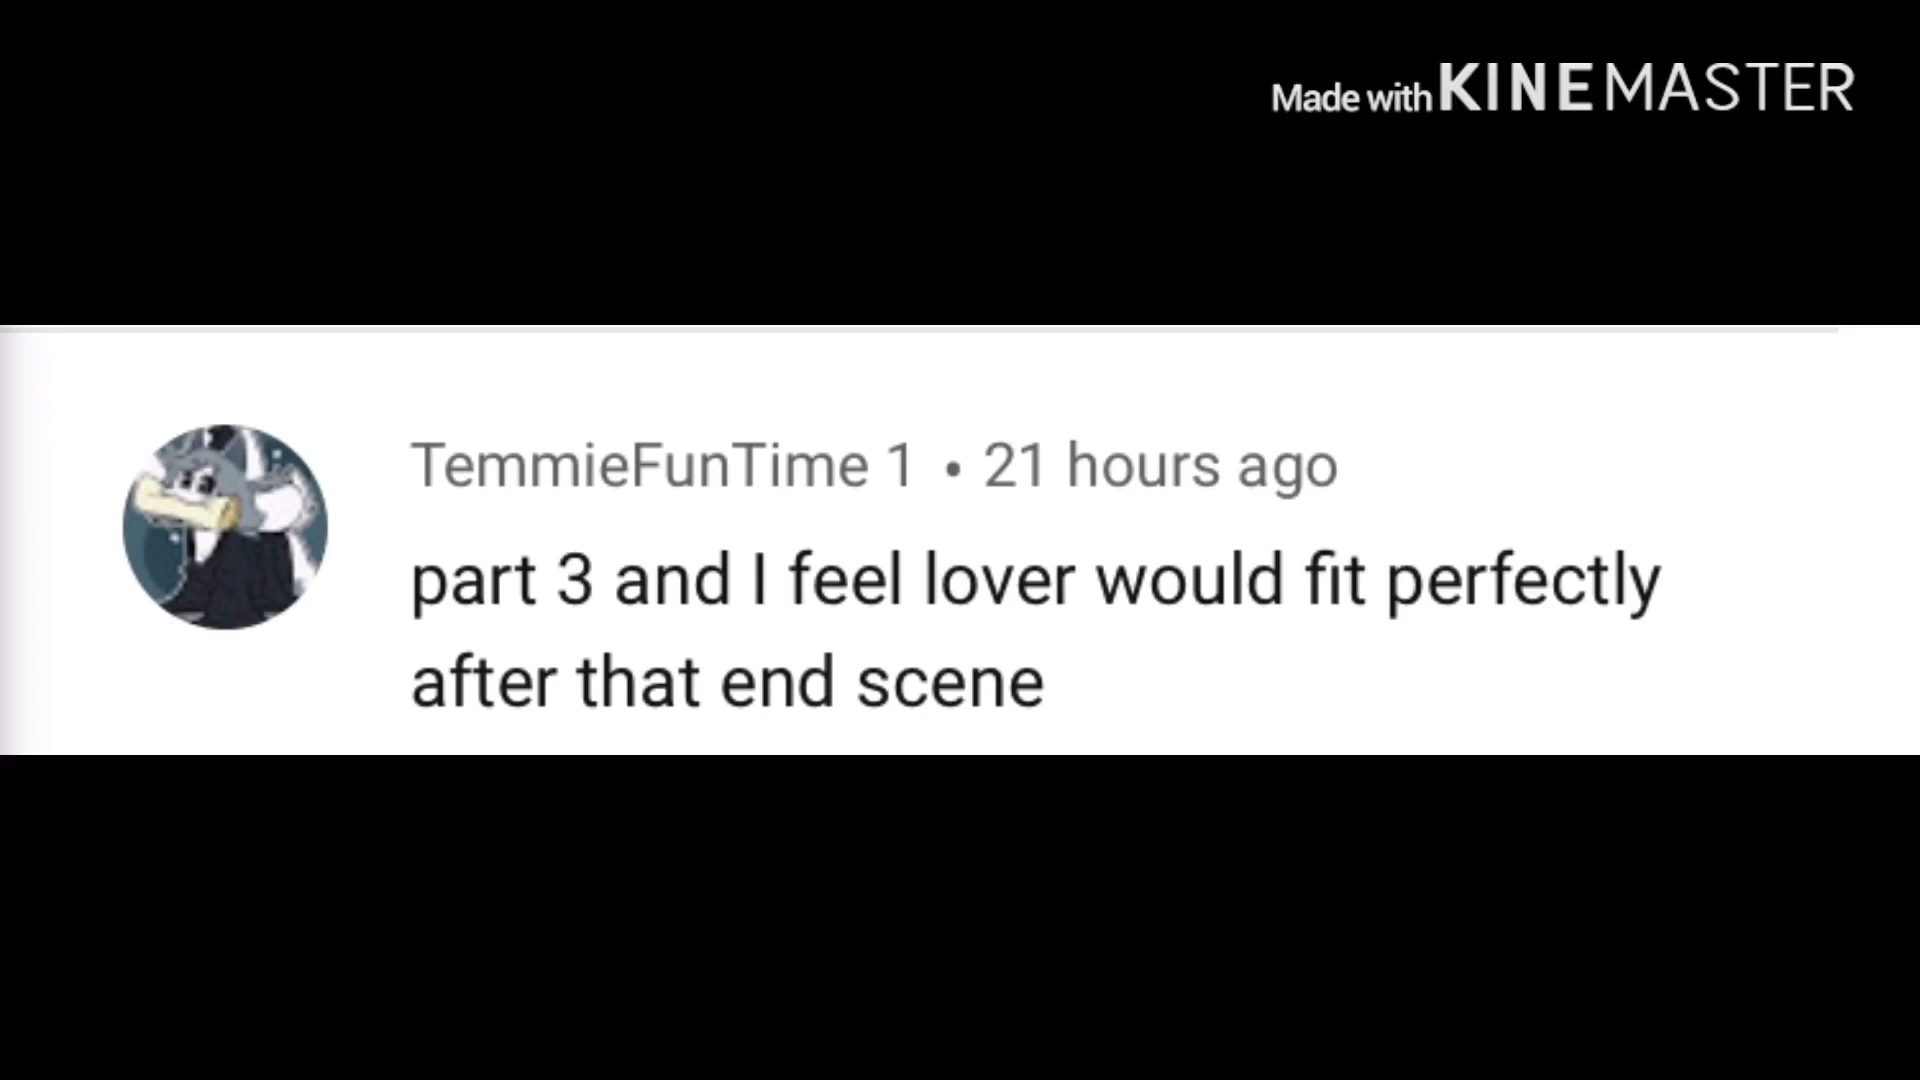 Made with KINEMASTER
TemmieFunTime 1 • 21 hours ago
part 3 and I feel lover would fit perfectly
after that end scene